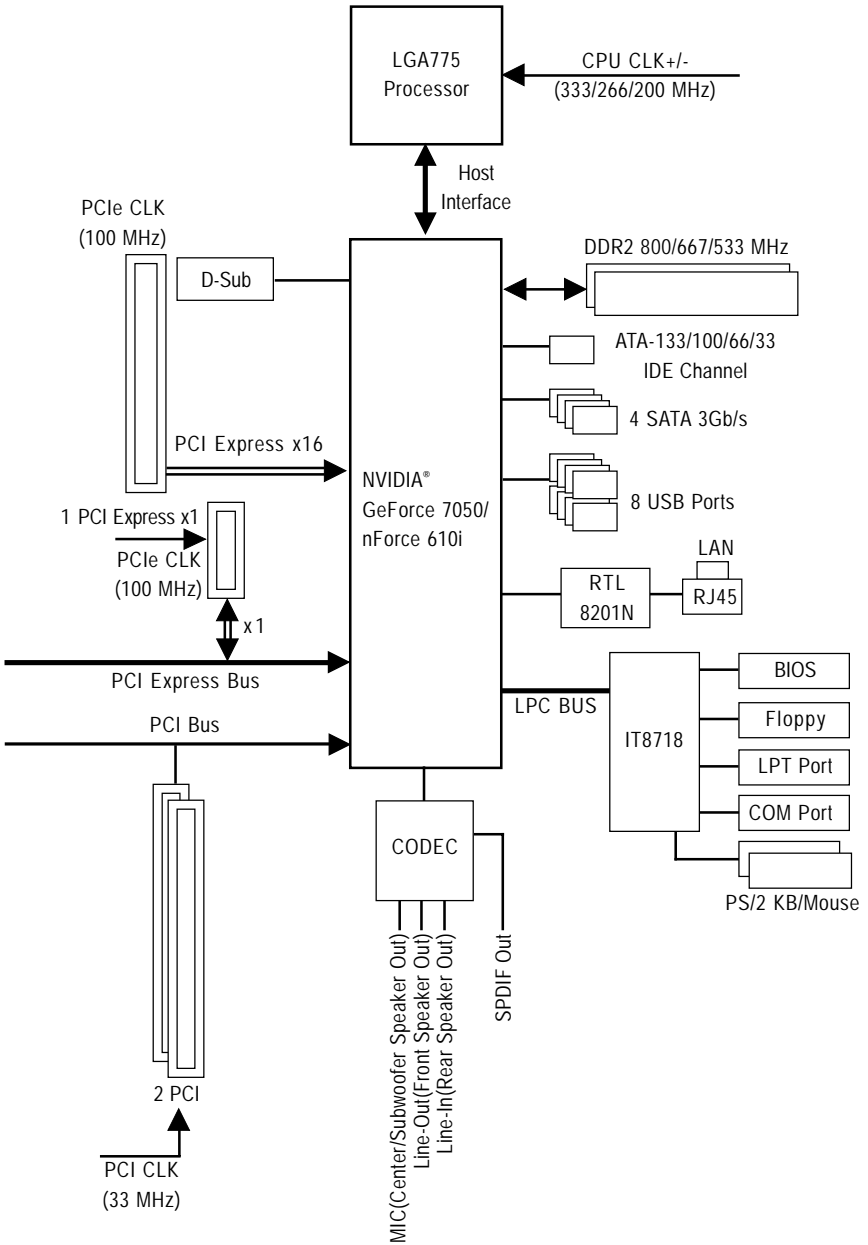 LGA775
Processor
CPU CLK+/-
(333/266/200 MHz)
Host
Interface
PCIe CLK
(100 MHz)
D-Sub
DDR2 800/667/533 MHz
ATA-133/100/66/33
IDE Channel
4 SATA 3Gb/s
PCI Express x16
NVIDIA®
GeForce 7050/
nForce 610i
8 USB Ports
1 PCI Express x1
PCIe CLK
(100 MHz)
x1
LAN
RTL
8201N
RJ45
PCI Express Bus
LPC BUS
IT8718
BIOS
Floppy
LPT Port
COM Port
PS/2 KB/Mouse
PCI Bus
CODEC
MIC(Center/Subwoofer Speaker Out)
Line-Out(Front Speaker Out)
Line-In(Rear Speaker Out)
SPDIF Out
2 PCI
PCI CLK
(33 MHz)